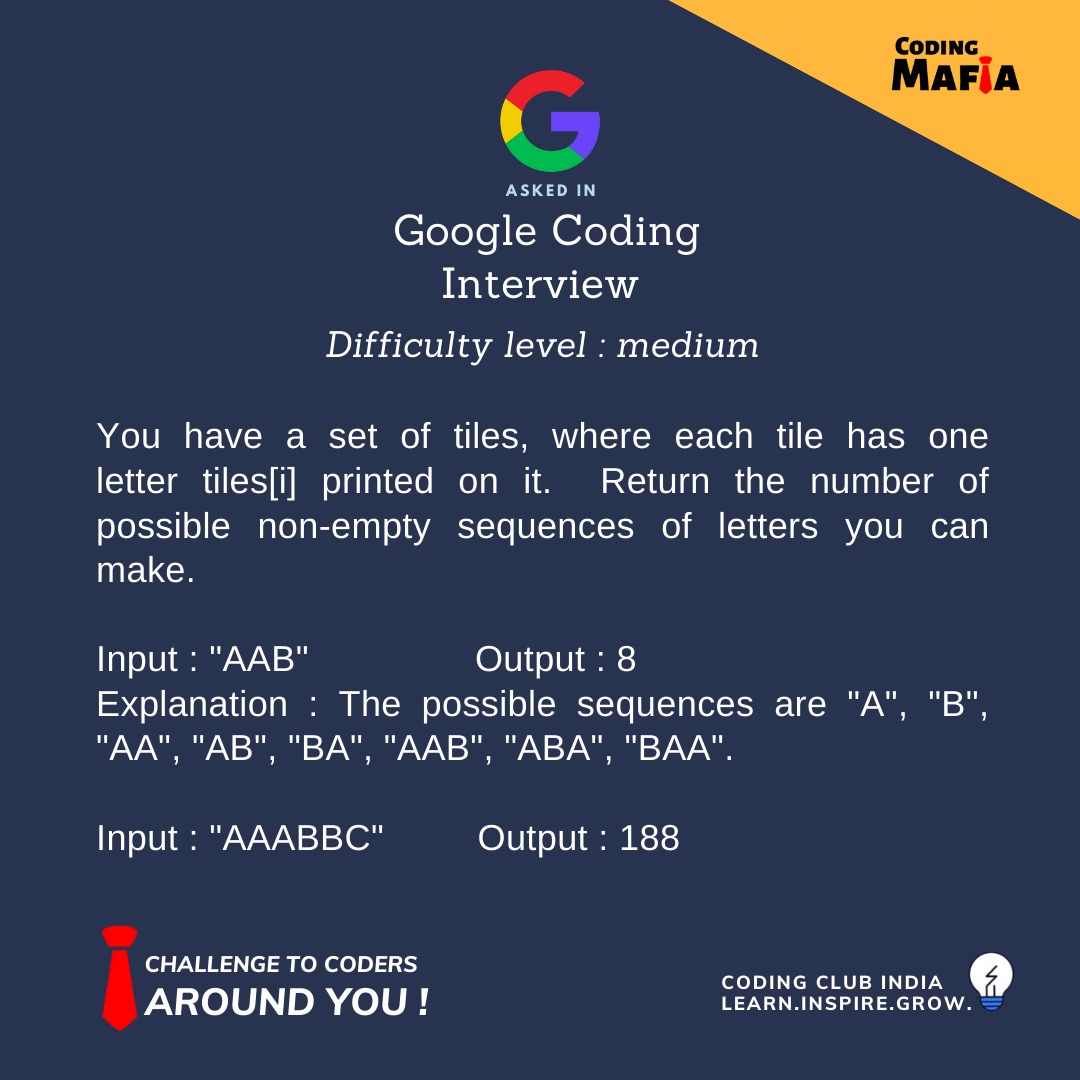 CODING
MAFIA
ASKED IN
Google Coding
Interview
Difficulty level : medium
You have a set of tiles, where each tile has one
letter tiles[i] printed on it. Return the number of
possible non-empty sequences of letters you can
make.
Input : "AAB" Output : 8
Explanation : The possible sequences are "A", "B",
"AA", "AB", "BA", "AAB", "ABA", "BAA".
Input : "AAABBC" Output : 188
CHALLENGE TO CODERS
AROUND YOU !
CODING CLUB INDIA
LEARN.INSPIRE.GROW.